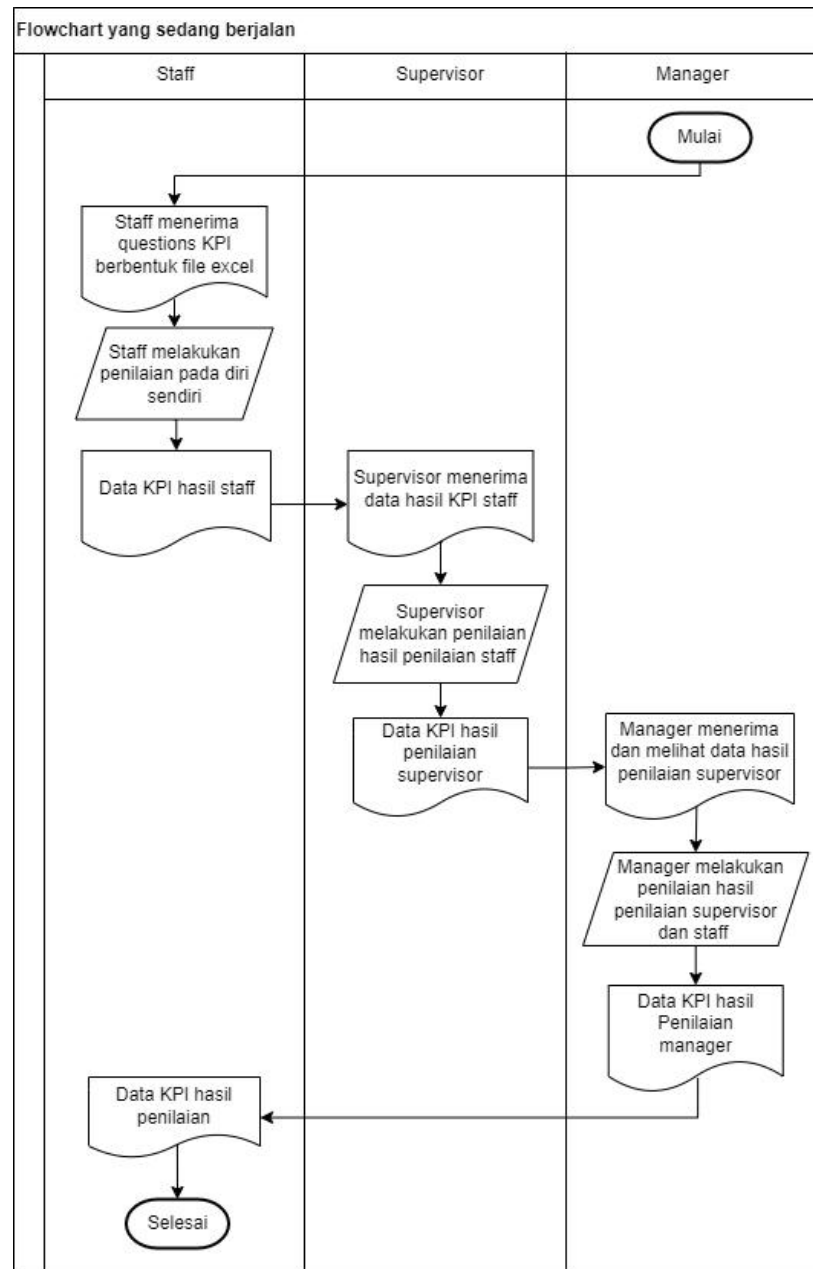 Flowchart yang sedang berjalan
Staff
Supervisor
Manager
Mulai
Staff menerima
questions KPI
berbentuk file excel
Staff melakukan
penilaian pada diri
sendiri
Data KPI hasil staff
Supervisor menerima
data hasil KPI staff
Supervisor
melakukan penilaian
hasil penilaian staff
Data KPI hasil
penilaian
supervisor
Manager menerima
dan melihat data hasil
penilaian supervisor
Manager melakukan
penilaian hasil
penilaian supervisor
dan staff
Data KPI hasil
Penilaian
manager
Data KPI hasil
penilaian
Selesai